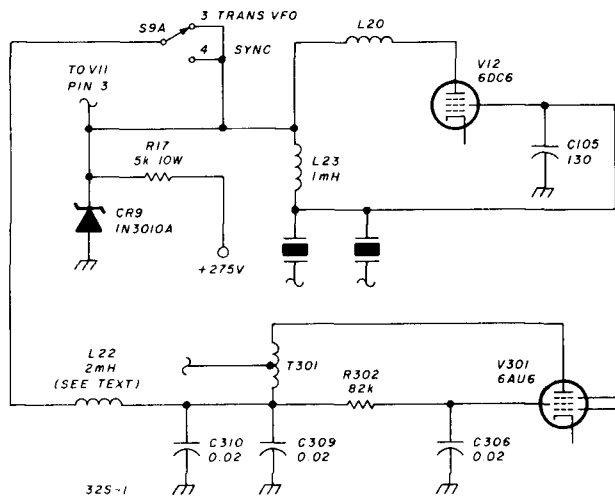 3 TRANS VFO
S9A
4 SYNC
L20
TO V11
PIN 3
V12
6DC6
R17
5k 10W
L23
1mH
C105
130
CR9
1N3010A
+275V
L22
2mH
(SEE TEXT)
T301
R302
82k
V301
6AU6
C310
0.02
C309
0.02
C306
0.02
32S-1